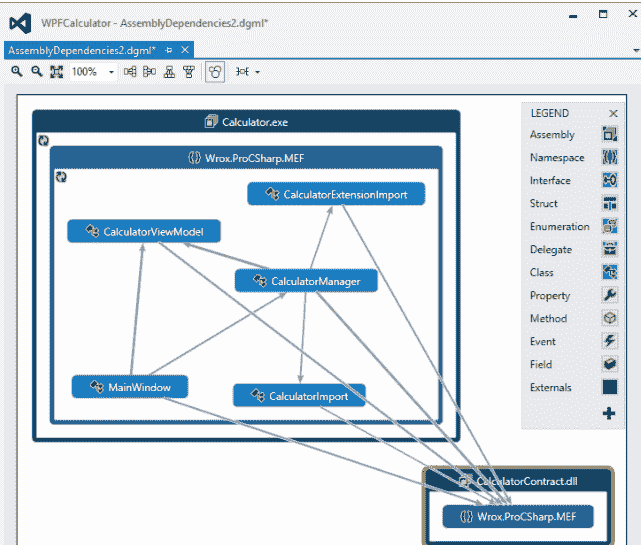 WPFCalculator - AssemblyDependencies2.dgml*
AssemblyDependencies2.dgml*
100%
Calculator.exe
Wrox.ProCSharp.MEF
CalculatorExtensionImport
CalculatorViewModel
CalculatorManager
MainWindow
CalculatorImport
CalculatorContract.dll
Wrox.ProCSharp.MEF
LEGEND
Assembly
Namespace
Interface
Struct
Enumeration
Delegate
Class
Property
Method
Event
Field
Externals